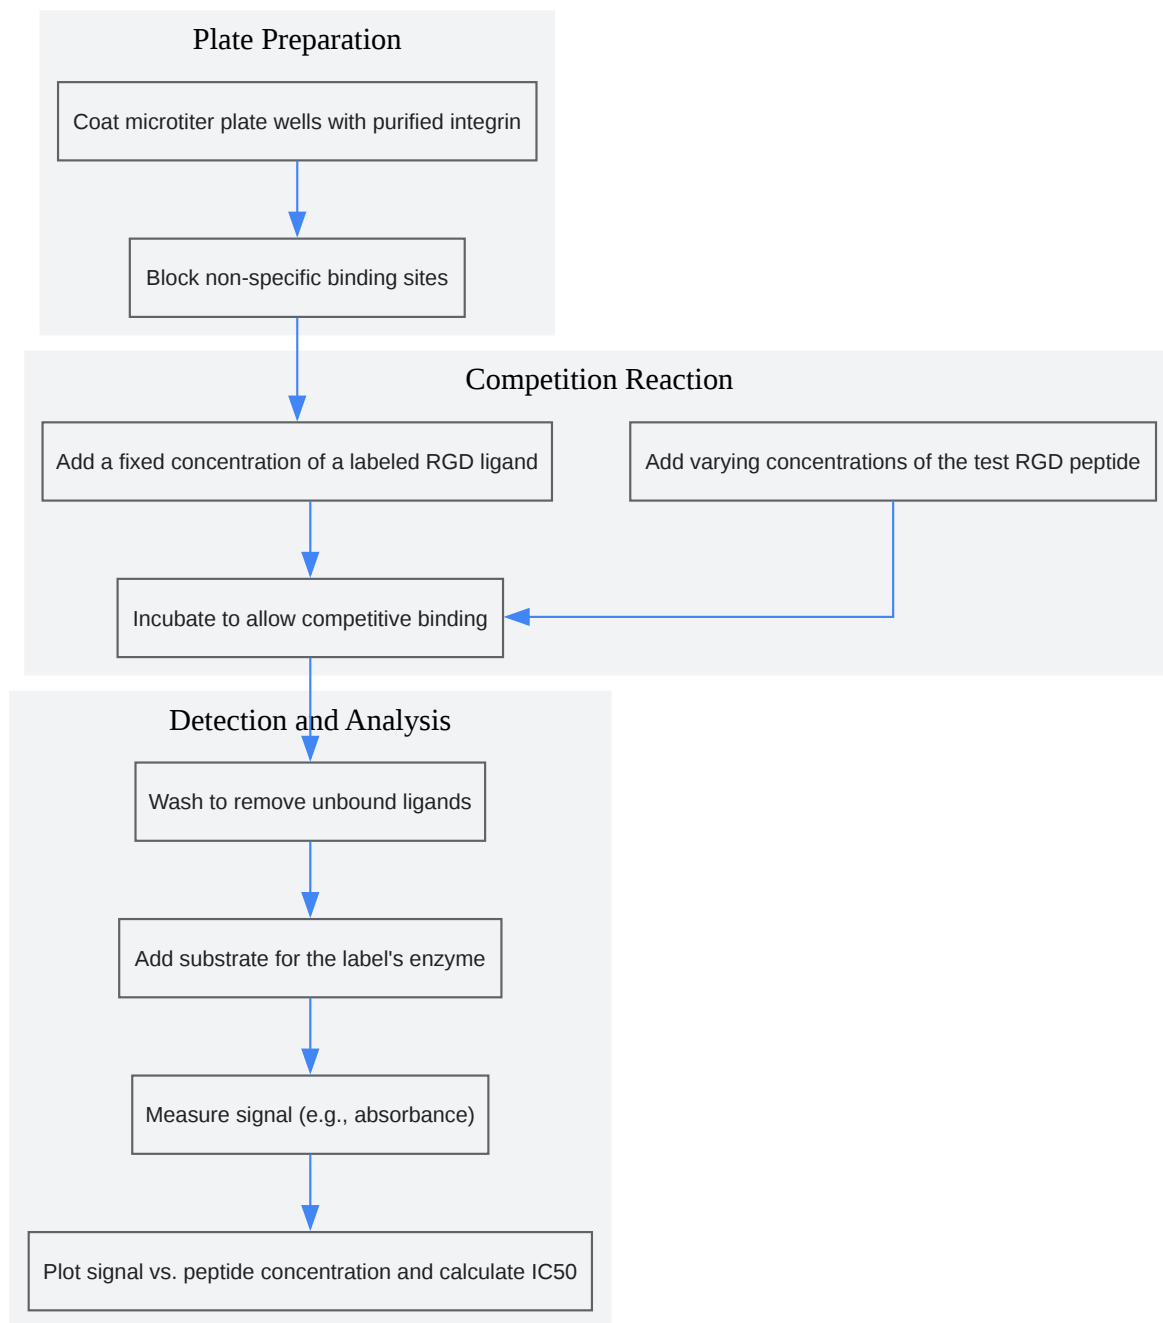 Plate Preparation
Coat microtiter plate wells with purified integrin
Block non-specific binding sites
Competition Reaction
Add a fixed concentration of a labeled RGD ligand
Add varying concentrations of the test RGD peptide
Incubate to allow competitive binding
Detection and Analysis
Wash to remove unbound ligands
Add substrate for the label's enzyme
Measure signal (e.g., absorbance)
Plot signal vs. peptide concentration and calculate IC50